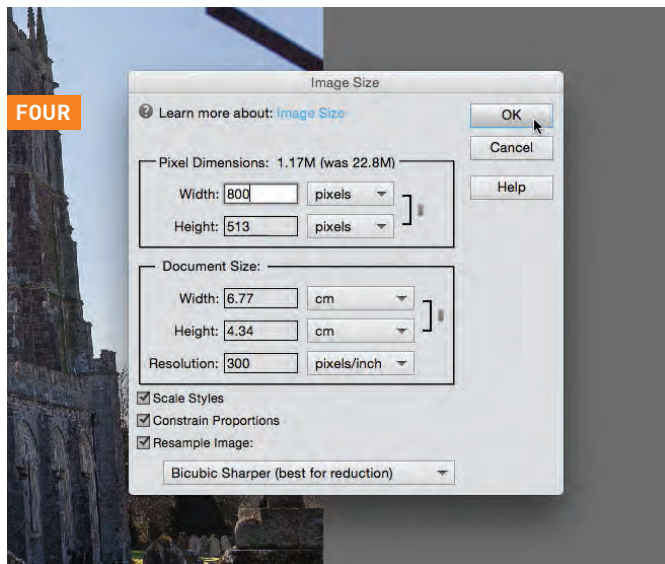 FOUR
Image Size
Learn more about: Image Size
OK
Cancel
Help
Pixel Dimensions: 1.17M (was 22.8M)
Width: 800 pixels
Height: 513 pixels
Document Size:
Width: 6.77 cm
Height: 4.34 cm
Resolution: 300 pixels/inch
Scale Styles
Constrain Proportions
Resample Image:
Bicubic Sharper (best for reduction)